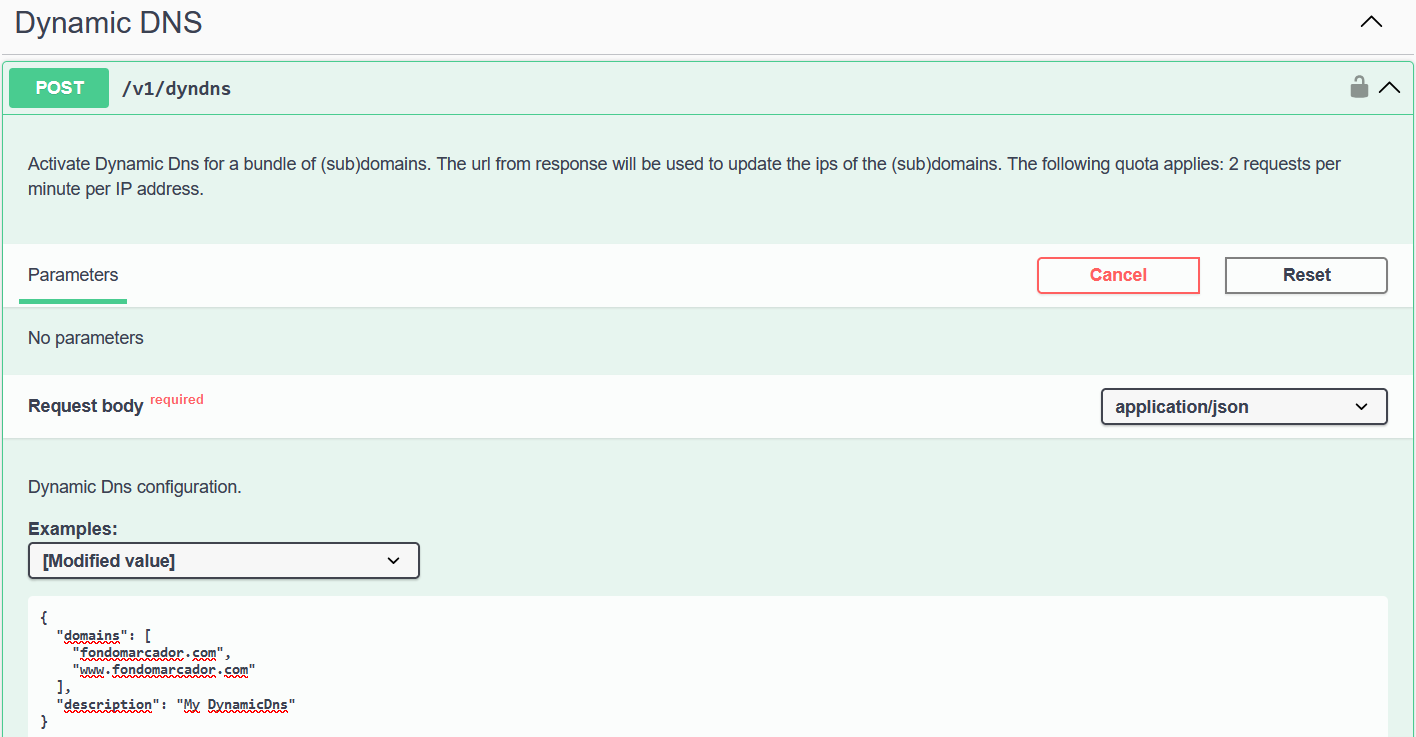 Dynamic DNS
POST /v1/dyndns
Activate Dynamic Dns for a bundle of (sub)domains. The url from response will be used to update the ips of the (sub)domains. The following quota applies: 2 requests per
minute per IP address.
Parameters Cancel Reset
No parameters
Request body required application/json
Dynamic Dns configuration.
Examples:
[Modified value]
{
"domains": [
"fondomarcador.com",
"www.fondomarcador.com"
],
"description": "My DynamicDns"
}